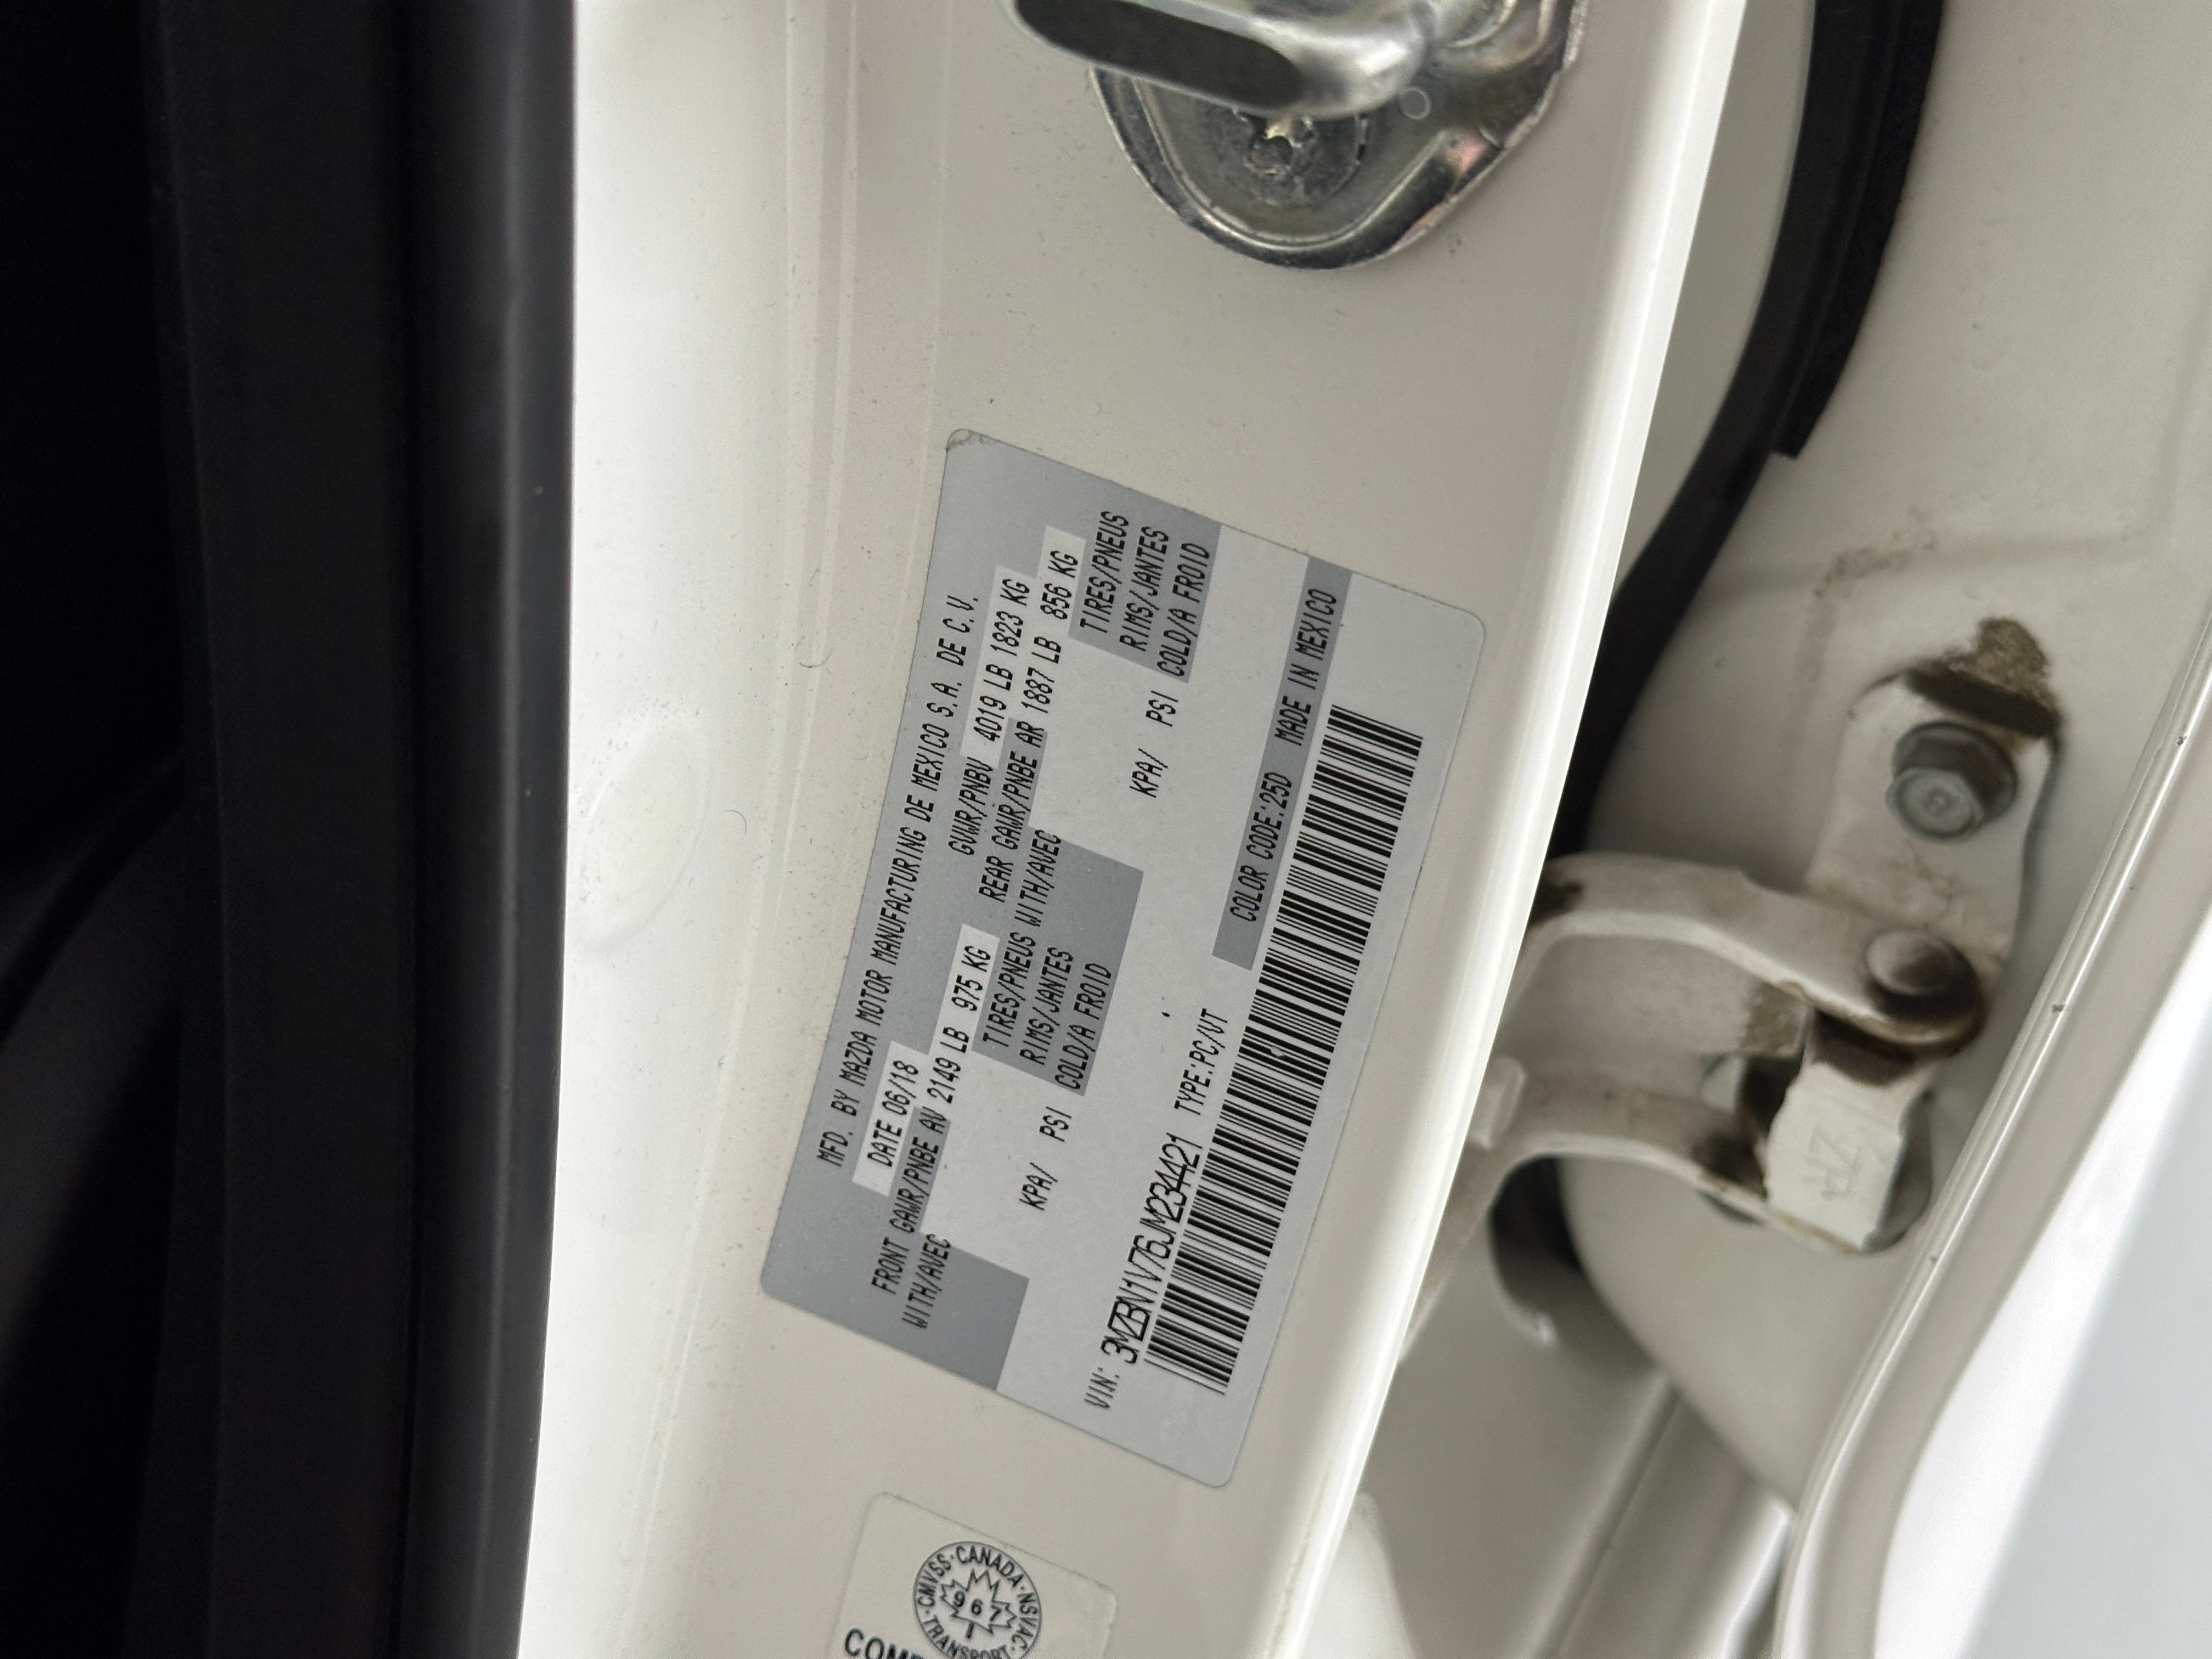 MFD. BY MAZDA MOTOR MANUFACTURING DE MEXICO S.A. DE C.V.
DATE 06/18 GVWR/PNBV 4019 LB 1823 KG
FRONT GAWR/PNBE AV 2149 LB 975 KG REAR GAWR/PNBE AR 1887 LB 856 KG
WITH/AVEC TIRES/PNEUS WITH/AVEC TIRES/PNEUS
RIMS/JANTES RIMS/JANTES
KPA/ PSI COLD/A FROID KPA/ PSI COLD/A FROID
VIN: 3MZBN1V76JM234421 TYPE:PC/VT COLOR CODE:25D MADE IN MEXICO
CMVSS · CANADA · NSVAC ·
967
TRANSPORT